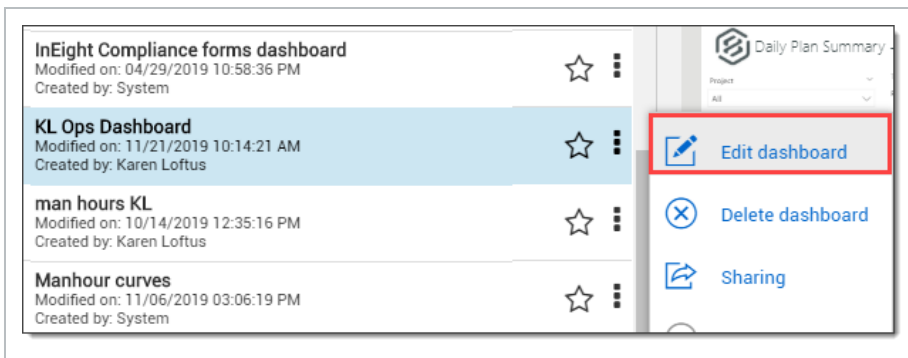 InEight Compliance forms dashboard
Modified on: 04/29/2019 10:58:36 PM
Created by: System
KL Ops Dashboard
Modified on: 11/21/2019 10:14:21 AM
Created by: Karen Loftus
man hours KL
Modified on: 10/14/2019 12:35:16 PM
Created by: Karen Loftus
Manhour curves
Modified on: 11/06/2019 03:06:19 PM
Created by: System
Daily Plan Summary -
Project
All
Edit dashboard
Delete dashboard
Sharing